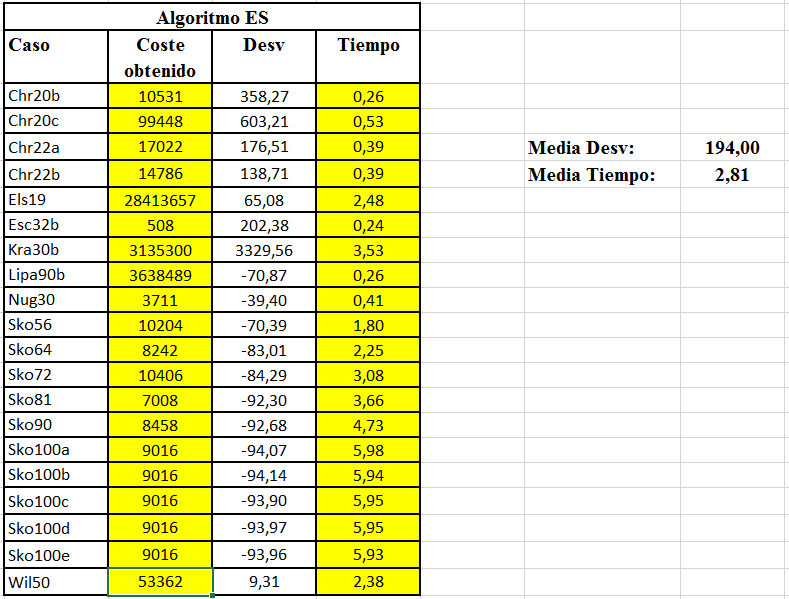 Algoritmo ES
Caso Coste obtenido Desv Tiempo
Chr20b 10531 358,27 0,26
Chr20c 99448 603,21 0,53
Chr22a 17022 176,51 0,39 Media Desv: 194,00
Chr22b 14786 138,71 0,39 Media Tiempo: 2,81
Els19 28413657 65,08 2,48
Esc32b 508 202,38 0,24
Kra30b 3135300 3329,56 3,53
Lipa90b 3638489 -70,87 0,26
Nug30 3711 -39,40 0,41
Sko56 10204 -70,39 1,80
Sko64 8242 -83,01 2,25
Sko72 10406 -84,29 3,08
Sko81 7008 -92,30 3,66
Sko90 8458 -92,68 4,73
Sko100a 9016 -94,07 5,98
Sko100b 9016 -94,14 5,94
Sko100c 9016 -93,90 5,95
Sko100d 9016 -93,97 5,95
Sko100e 9016 -93,96 5,93
Wil50 53362 9,31 2,38